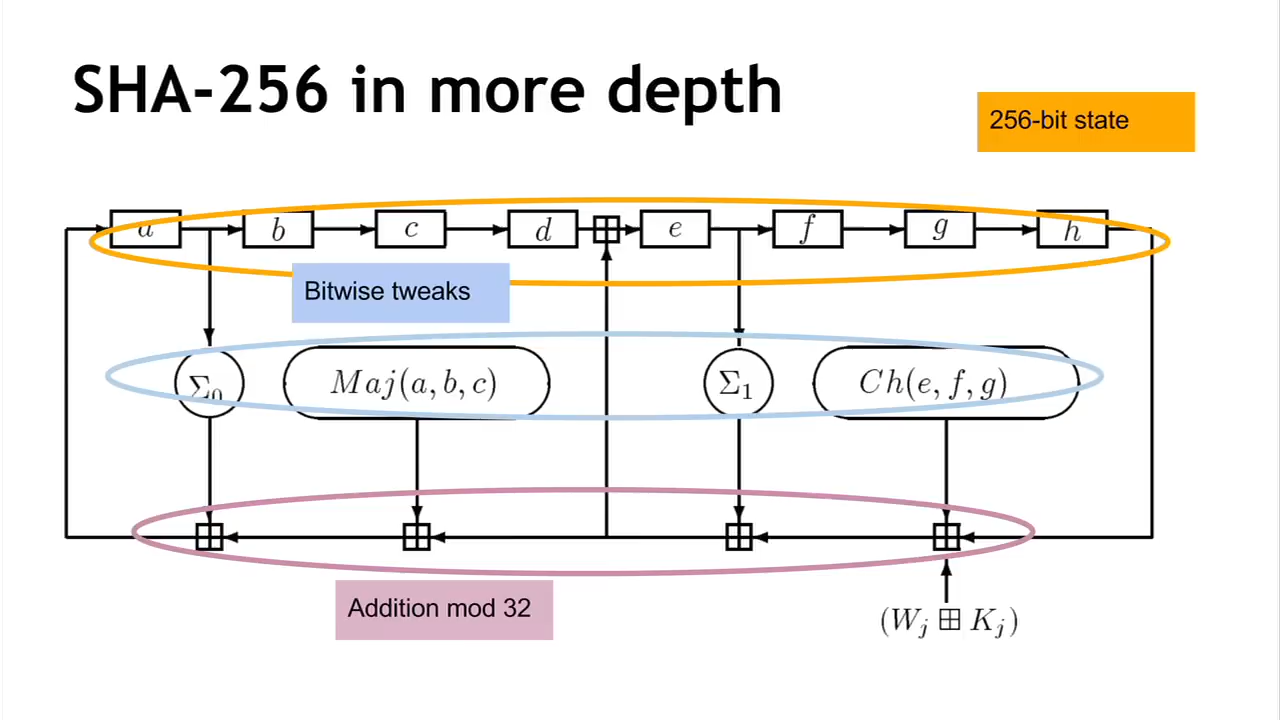 SHA-256 in more depth
256-bit state
a b c d ⊞ e f g h
Bitwise tweaks
Σ₀ Maj(a, b, c) Σ₁ Ch(e, f, g)
⊞ ⊞ ⊞ ⊞
Addition mod 32
(Wⱼ ⊞ Kⱼ)